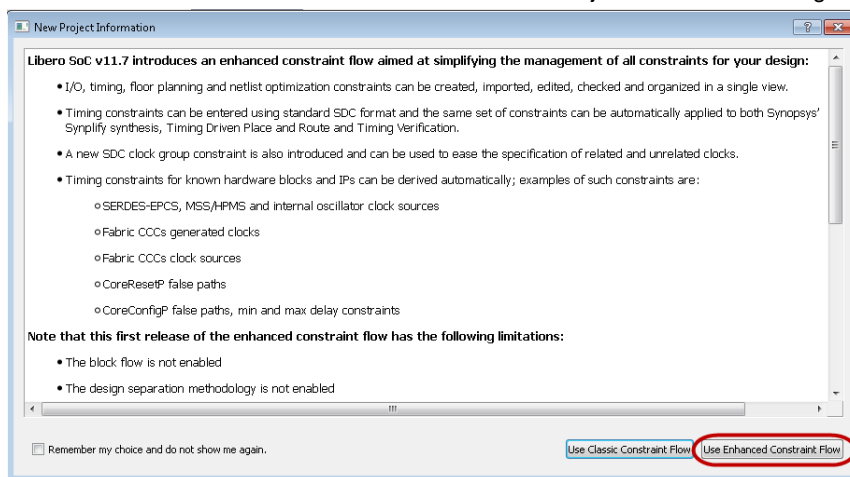 New Project Information
Libero SoC v11.7 introduces an enhanced constraint flow aimed at simplifying the management of all constraints for your design:
• I/O, timing, floor planning and netlist optimization constraints can be created, imported, edited, checked and organized in a single view.
• Timing constraints can be entered using standard SDC format and the same set of constraints can be automatically applied to both Synopsys'
Synplify synthesis, Timing Driven Place and Route and Timing Verification.
• A new SDC clock group constraint is also introduced and can be used to ease the specification of related and unrelated clocks.
• Timing constraints for known hardware blocks and IPs can be derived automatically; examples of such constraints are:
o SERDES-EPCS, MSS/HPMS and internal oscillator clock sources
o Fabric CCCs generated clocks
o Fabric CCCs clock sources
o CoreResetP false paths
o CoreConfigP false paths, min and max delay constraints
Note that this first release of the enhanced constraint flow has the following limitations:
• The block flow is not enabled
• The design separation methodology is not enabled
Remember my choice and do not show me again.
Use Classic Constraint Flow
Use Enhanced Constraint Flow